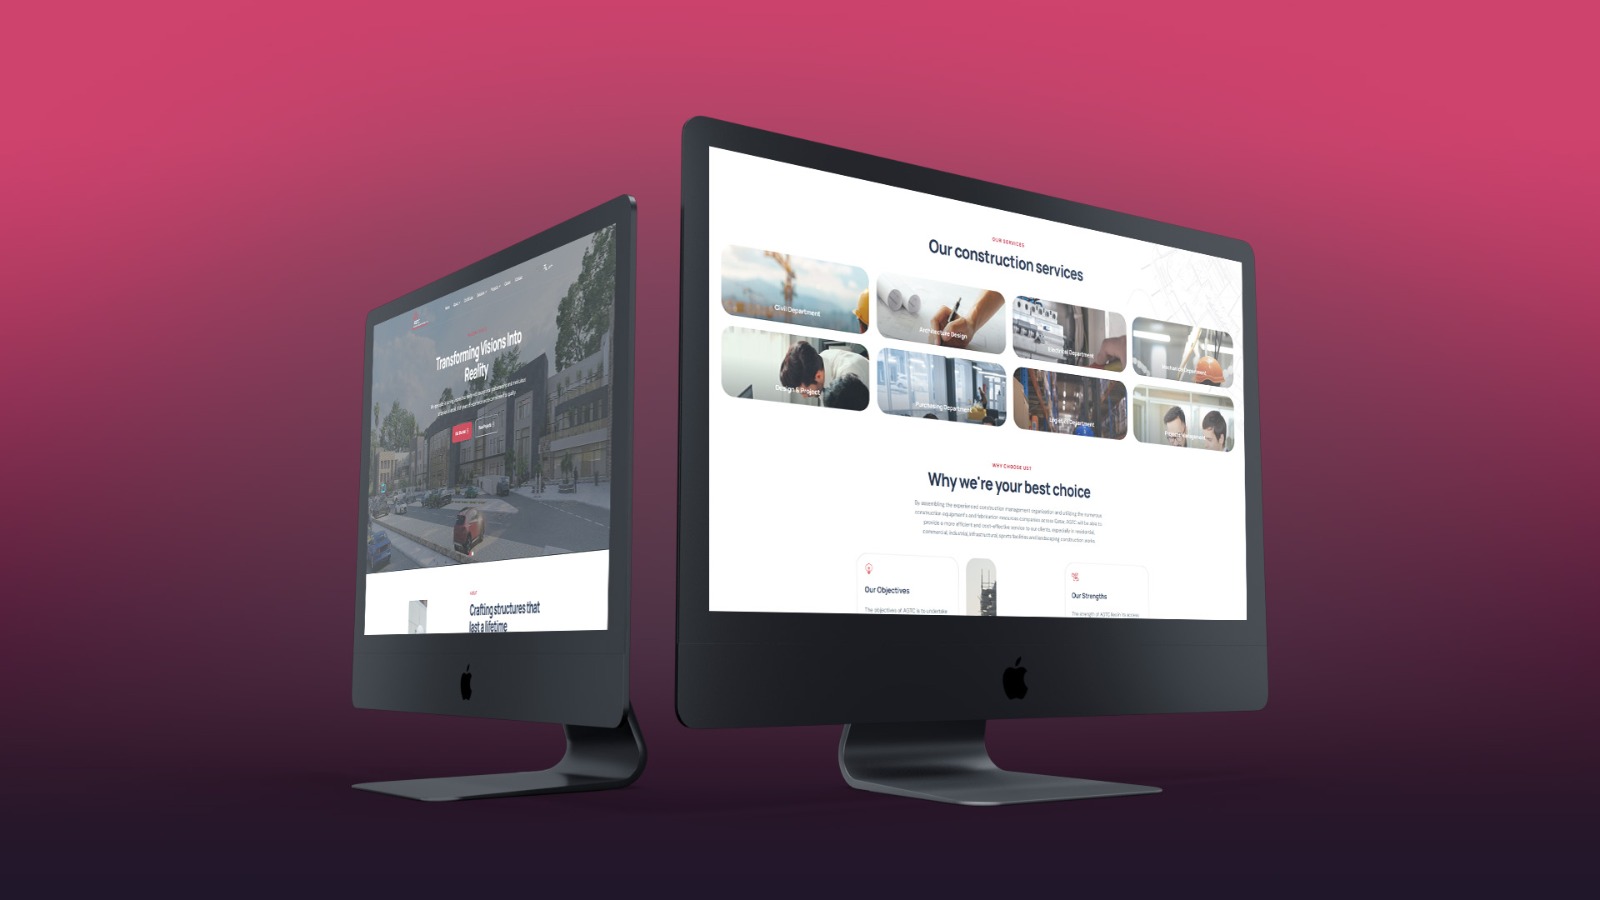 Transforming Visions Into
Reality
ABOUT
Crafting structures that
last a lifetime
OUR SERVICES
Our construction services
Civil Department
Architecture Design
Electrical Department
Mechanical Department
Design & Project
Purchasing Department
Logistics Department
WHY CHOOSE US?
Why we're your best choice
By assembling the experienced construction management organization and utilizing the numerous
construction equipment's and fabrication resources companies across Qatar, AGTC will be able to
provide a more efficient and cost-effective service to our clients, especially in residential,
commercial, industrial, infrastructural, sports facilities and landscaping construction works.
Our Objectives
The objectives of AGTC is to undertake
Our Strengths
The strength of AGTC lies in its access